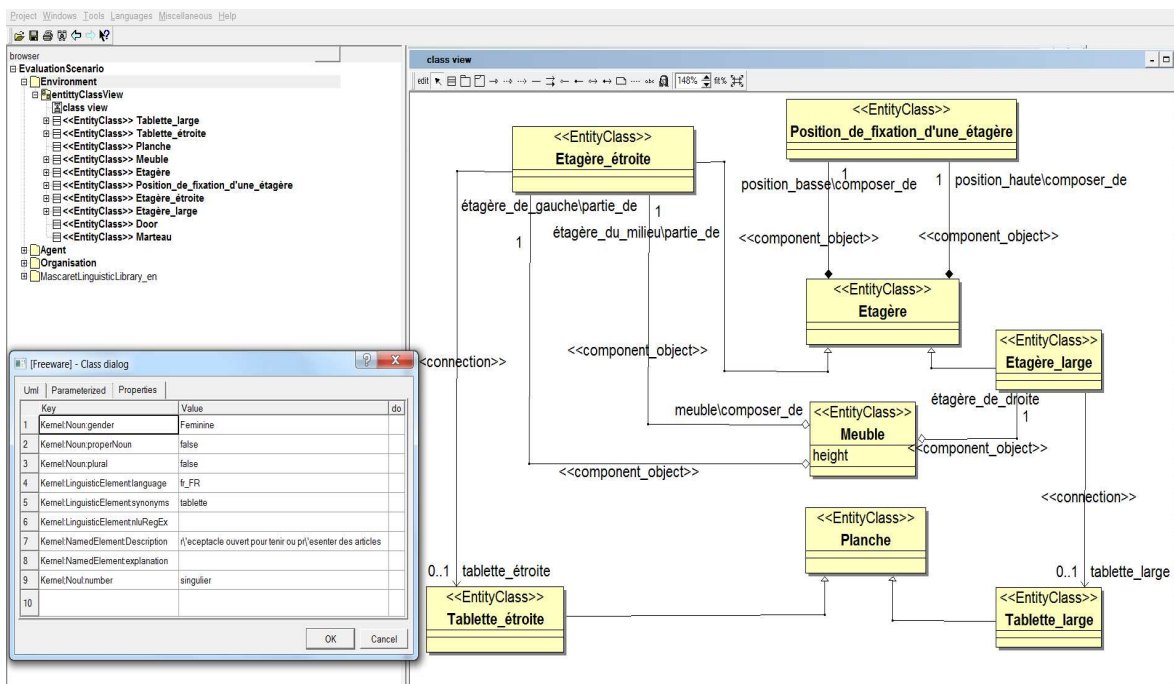 Project Windows Tools Languages Miscellaneous Help
browser
EvaluationScenario
Environment
entittyClassView
class view
<<EntityClass>> Tablette_large
<<EntityClass>> Tablette_étroite
<<EntityClass>> Planche
<<EntityClass>> Meuble
<<EntityClass>> Etagère
<<EntityClass>> Position_de_fixation_d'une_étagère
<<EntityClass>> Etagère_étroite
<<EntityClass>> Etagère_large
<<EntityClass>> Door
<<EntityClass>> Marteau
Agent
Organisation
MascaretLinguisticLibrary_en
[Freeware] - Class dialog
Uml Parameterized Properties
Key Value do
1 Kernel:Noun:gender Feminine
2 Kernel:Noun:properNoun false
3 Kernel:Noun:plural false
4 Kernel:LinguisticElement:language fr_FR
5 Kernel:LinguisticElement:synonyms tablette
6 Kernel:LinguisticElement:nluRegEx
7 Kernel:NamedElement:Description r\'eceptacle ouvert pour tenir ou pr\'esenter des articles
8 Kernel:NamedElement:explanation
9 Kernel:Noul:number singulier
10
OK Cancel
class view
edit abc 148% fit%
<<EntityClass>>
Etagère_étroite
<<EntityClass>>
Position_de_fixation_d'une_étagère
étagère_de_gauche\partie_de
1
étagère_du_milieu\partie_de
1
position_basse\composer_de
1
1 position_haute\composer_de
<<component_object>>
<<component_object>>
<<EntityClass>>
Etagère
<connection>>
<<component_object>>
<<EntityClass>>
Etagère_large
meuble\composer_de
étagère_de_droite
1
<<EntityClass>>
Meuble
height
<<component_object>>
<<component_object>>
<<connection>>
<<EntityClass>>
Planche
0..1 tablette_étroite
0..1 tablette_large
<<EntityClass>>
Tablette_étroite
<<EntityClass>>
Tablette_large